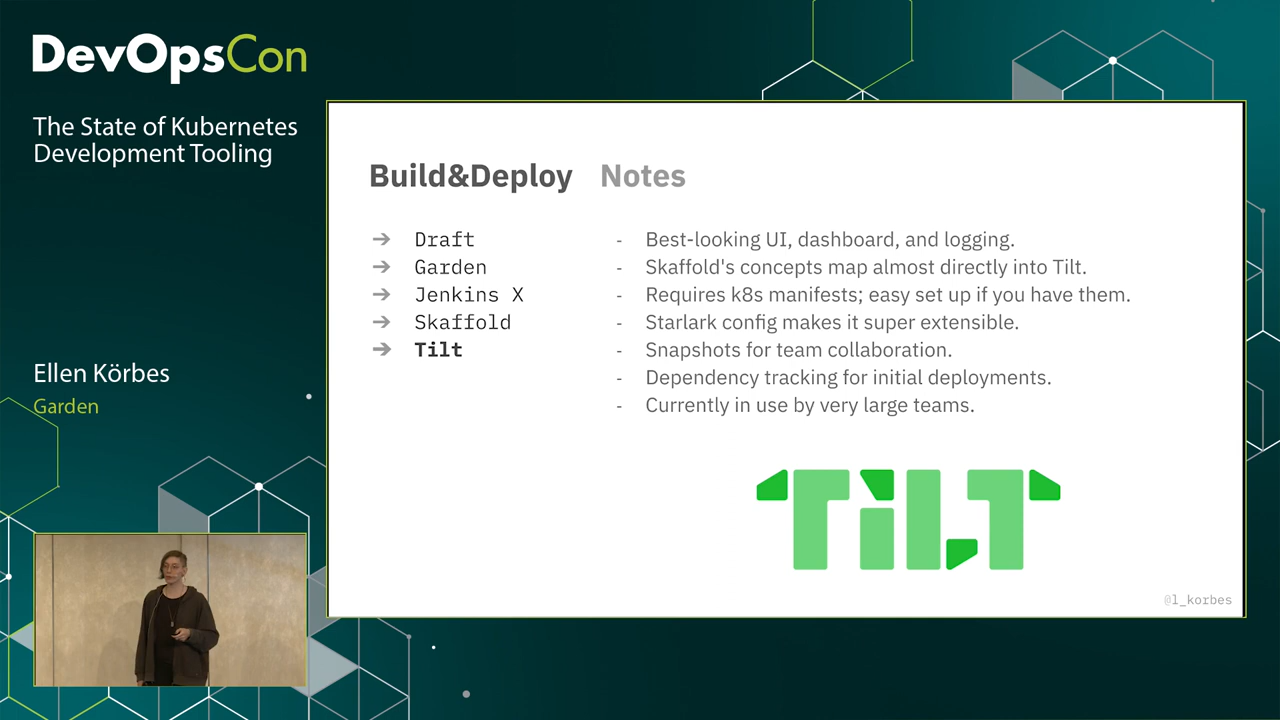 DevOpsCon
The State of Kubernetes
Development Tooling
Ellen Körbes
Garden
Build&Deploy Notes
➔ Draft
➔ Garden
➔ Jenkins X
➔ Skaffold
➔ Tilt
- Best-looking UI, dashboard, and logging.
- Skaffold's concepts map almost directly into Tilt.
- Requires k8s manifests; easy set up if you have them.
- Starlark config makes it super extensible.
- Snapshots for team collaboration.
- Dependency tracking for initial deployments.
- Currently in use by very large teams.
TiLT
@l_korbes